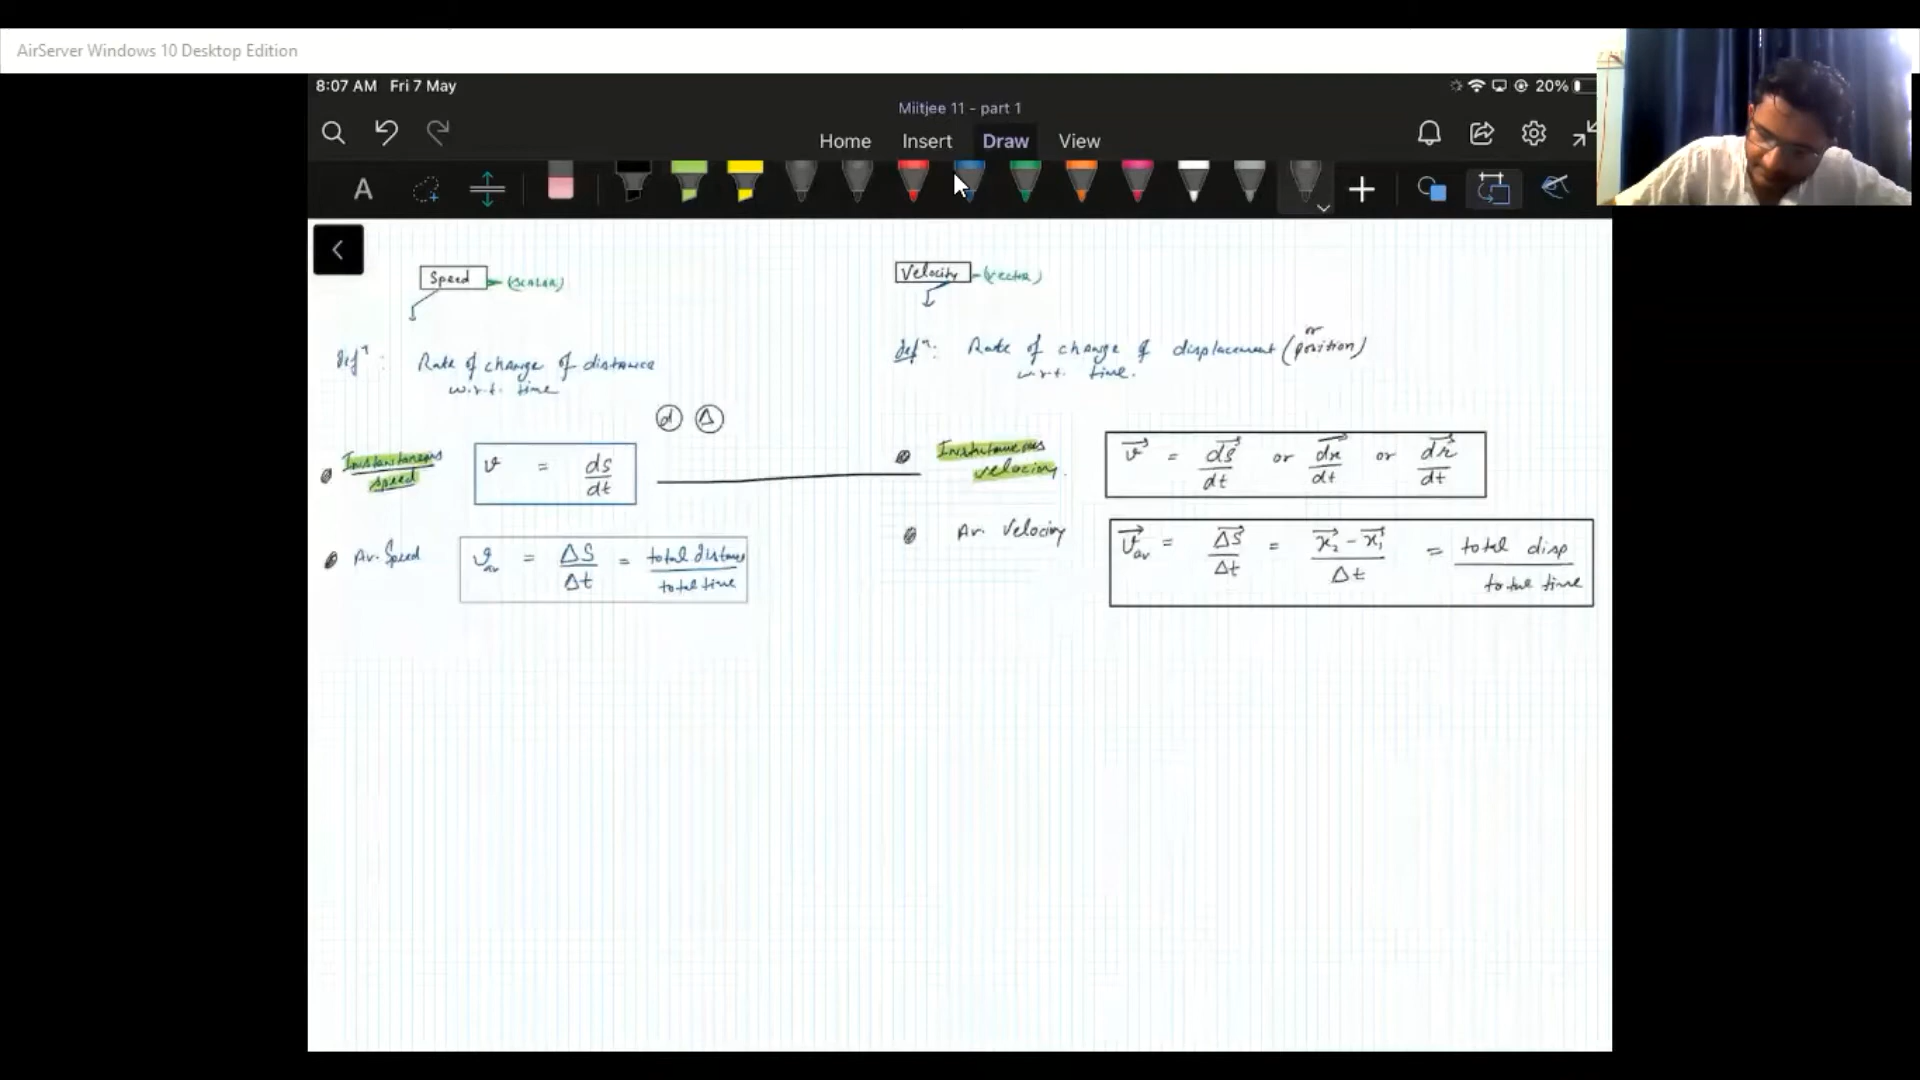 AirServer Windows 10 Desktop Edition
8:07 AM Fri 7 May
20%
Miitjee 11 - part 1
Home Insert Draw View
A
Speed (SCALAR)
defⁿ : Rate of change of distance
w.r.t. time
d Δ
Instantaneous
speed
v = ds/dt
Av. Speed
v_av = ΔS/Δt = total distance/total time
Velocity (vector)
defⁿ: Rate of change of displacement (or position)
w.r.t. time.
Instantaneous
velocity.
v⃗ = ds⃗/dt or dx⃗/dt or dr⃗/dt
Av. Velocity
v⃗_av = Δs⃗/Δt = x⃗₂ - x⃗₁/Δt = total disp/total time